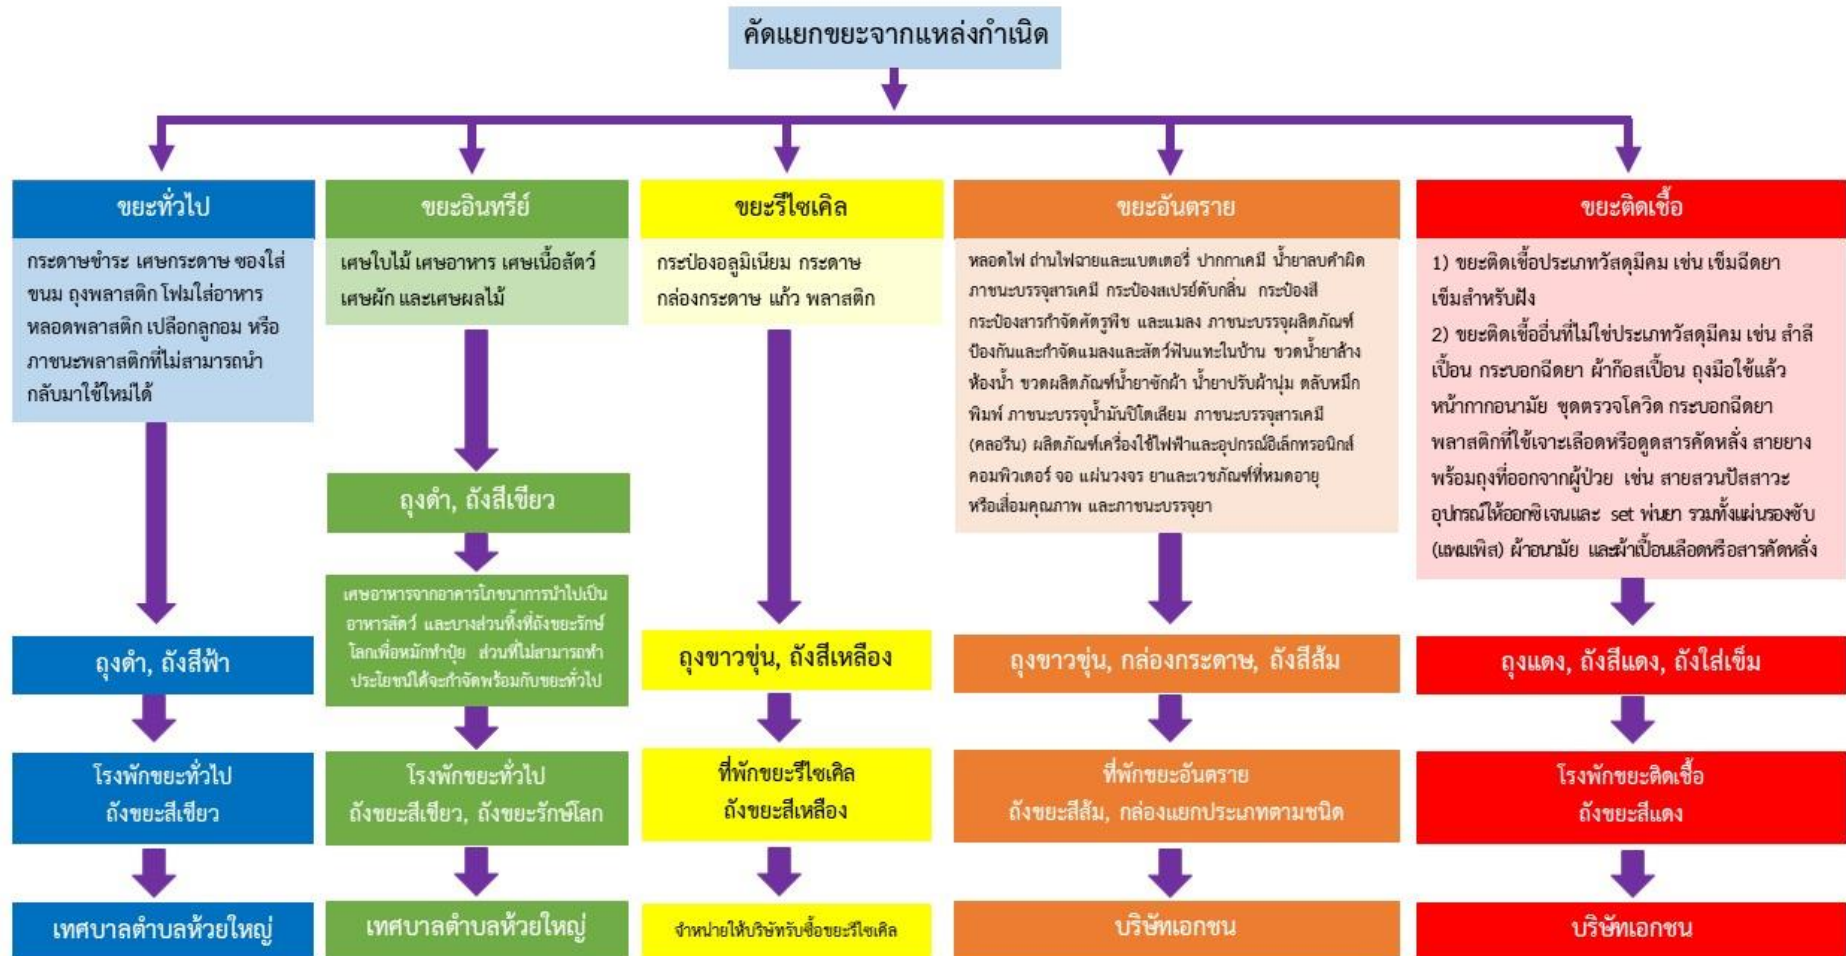 คัดแยกขยะจากแหล่งกำเนิด
ขยะทั่วไป
กระดาษชำระ เศษกระดาษ ซองใส่
ขนม ถุงพลาสติก โฟมใส่อาหาร
หลอดพลาสติก เปลือกลูกอม หรือ
ภาชนะพลาสติกที่ไม่สามารถนำ
กลับมาใช้ใหม่ได้
ถุงดำ, ถังสีฟ้า
โรงพักขยะทั่วไป
ถังขยะสีเขียว
เทศบาลตำบลห้วยใหญ่
ขยะอินทรีย์
เศษใบไม้ เศษอาหาร เศษเนื้อสัตว์
เศษผัก และเศษผลไม้
ถุงดำ, ถังสีเขียว
เศษอาหารจากอาคารโภชนาการนำไปเป็น
อาหารสัตว์ และบางส่วนทิ้งที่ถังขยะรักษ์
โลกเพื่อหมักทำปุ๋ย ส่วนที่ไม่สามารถทำ
ประโยชน์ได้จะกำจัดพร้อมกับขยะทั่วไป
โรงพักขยะทั่วไป
ถังขยะสีเขียว, ถังขยะรักษ์โลก
เทศบาลตำบลห้วยใหญ่
ขยะรีไซเคิล
กระป๋องอลูมิเนียม กระดาษ
กล่องกระดาษ แก้ว พลาสติก
ถุงขาวขุ่น, ถังสีเหลือง
ที่พักขยะรีไซเคิล
ถังขยะสีเหลือง
จำหน่ายให้บริษัทรับซื้อขยะรีไซเคิล
ขยะอันตราย
หลอดไฟ ถ่านไฟฉายและแบตเตอรี่ ปากกาเคมี น้ำยาลบคำผิด
ภาชนะบรรจุสารเคมี กระป๋องสเปรย์ดับกลิ่น กระป๋องสี
กระป๋องสารกำจัดศัตรูพืช และแมลง ภาชนะบรรจุผลิตภัณฑ์
ป้องกันและกำจัดแมลงและสัตว์ฟันแทะในบ้าน ขวดน้ำยาล้าง
ห้องน้ำ ขวดผลิตภัณฑ์น้ำยาซักผ้า น้ำยาปรับผ้านุ่ม ตลับหมึก
พิมพ์ ภาชนะบรรจุน้ำมันปิโตเลียม ภาชนะบรรจุสารเคมี
(คลอรีน) ผลิตภัณฑ์เครื่องใช้ไฟฟ้าและอุปกรณ์อิเล็กทรอนิกส์
คอมพิวเตอร์ จอ แผ่นวงจร ยาและเวชภัณฑ์ที่หมดอายุ
หรือเสื่อมคุณภาพ และภาชนะบรรจุยา
ถุงขาวขุ่น, กล่องกระดาษ, ถังสีส้ม
ที่พักขยะอันตราย
ถังขยะสีส้ม, กล่องแยกประเภทตามชนิด
บริษัทเอกชน
ขยะติดเชื้อ
1) ขยะติดเชื้อประเภทวัสดุมีคม เช่น เข็มฉีดยา
เข็มสำหรับฝัง
2) ขยะติดเชื้ออื่นที่ไม่ใช่ประเภทวัสดุมีคม เช่น สำลี
เปื้อน กระบอกฉีดยา ผ้าก๊อสเปื้อน ถุงมือใช้แล้ว
หน้ากากอนามัย ชุดตรวจโควิด กระบอกฉีดยา
พลาสติกที่ใช้เจาะเลือดหรือดูดสารคัดหลั่ง สายยาง
พร้อมถุงที่ออกจากผู้ป่วย เช่น สายสวนปัสสาวะ
อุปกรณ์ให้ออกซิเจนและ set พ่นยา รวมทั้งแผ่นรองซับ
(แพมเพิส) ผ้าอนามัย และผ้าเปื้อนเลือดหรือสารคัดหลั่ง
ถุงแดง, ถังสีแดง, ถังใส่เข็ม
โรงพักขยะติดเชื้อ
ถังขยะสีแดง
บริษัทเอกชน